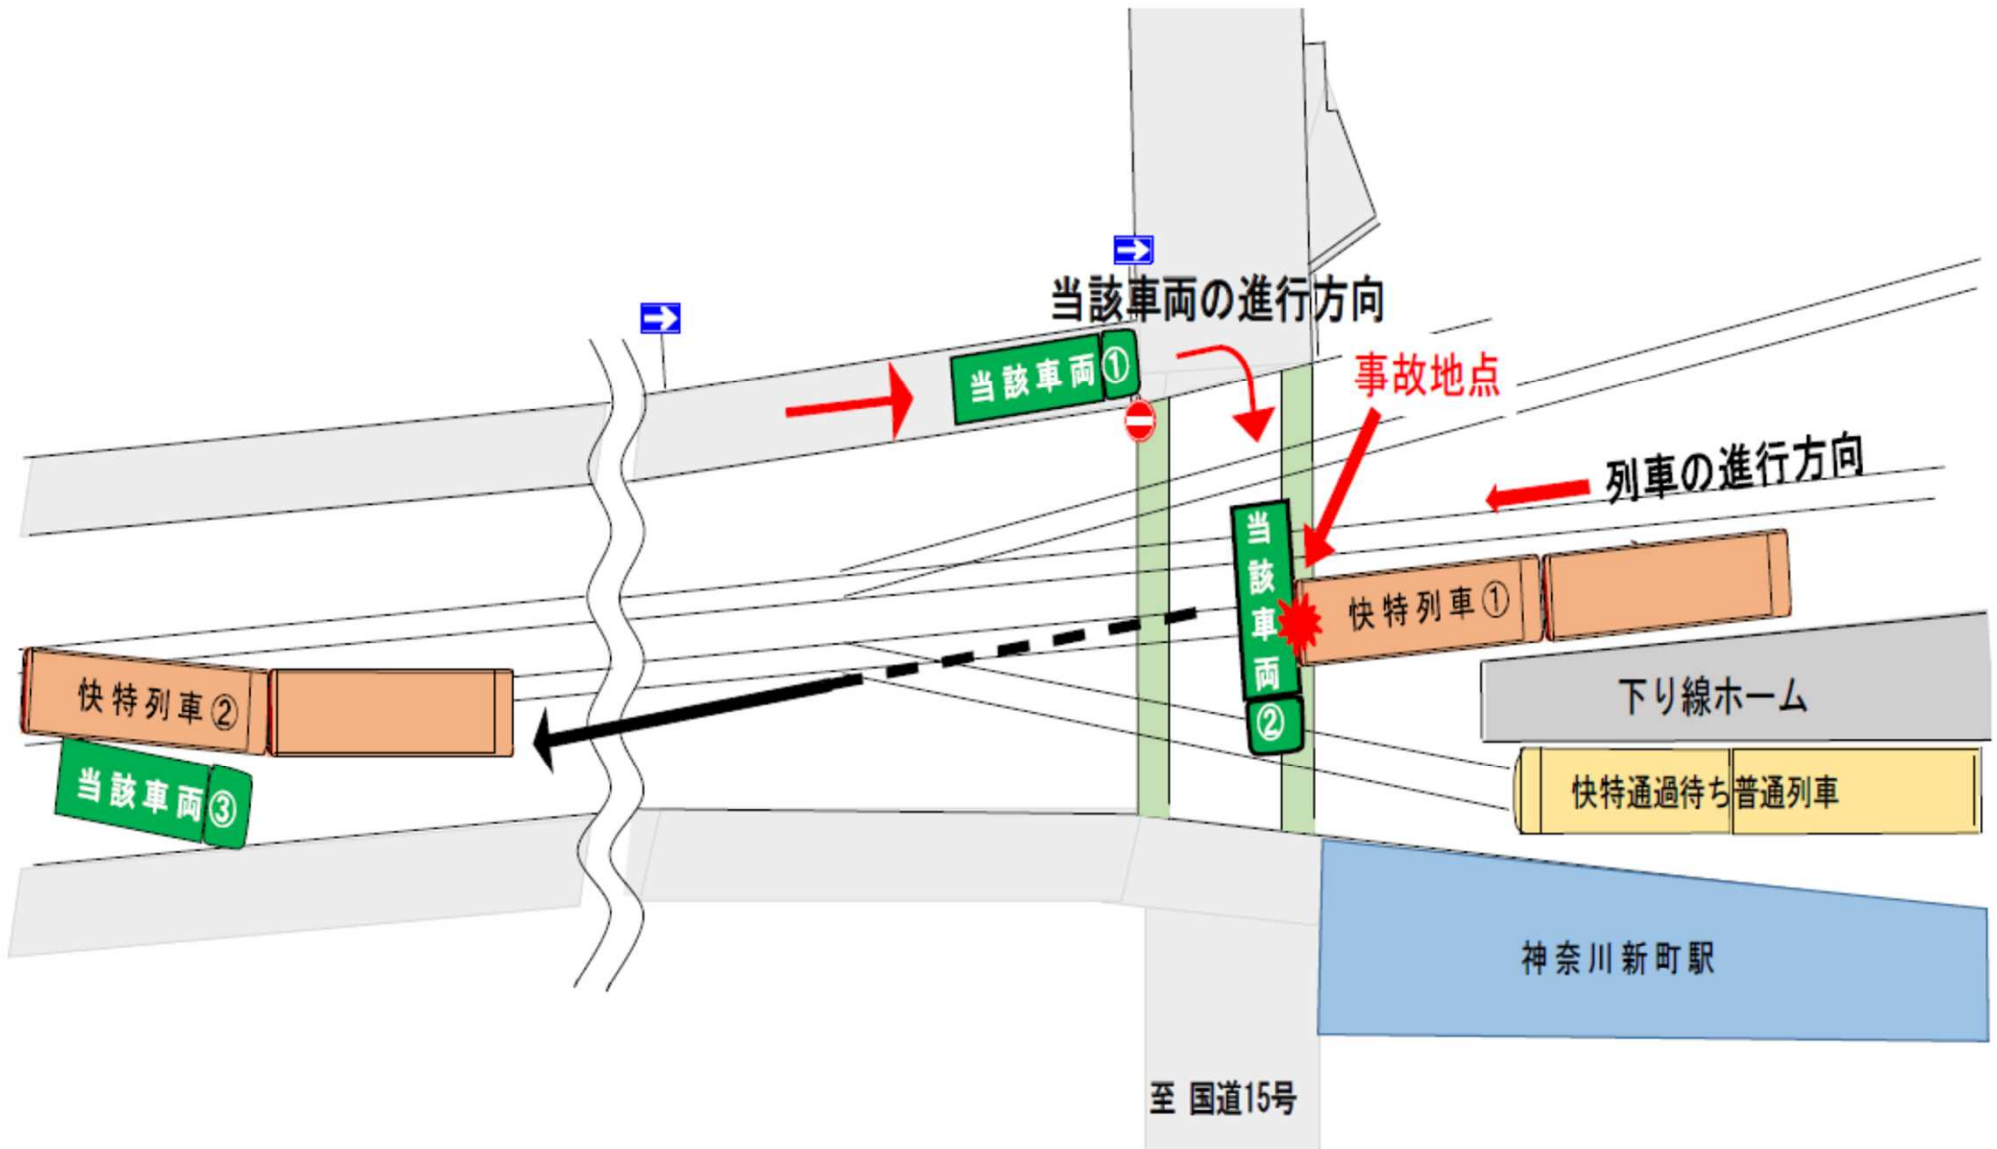 当該車両の進行方向
当該車両①
事故地点
列車の進行方向
当該車両②
快特列車①
快特列車②
下り線ホーム
当該車両③
快特通過待ち普通列車
神奈川新町駅
至 国道15号